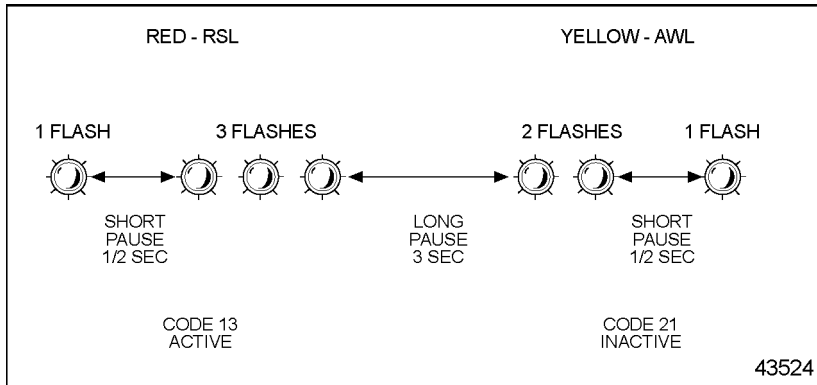 RED - RSL
YELLOW - AWL
1 FLASH
3 FLASHES
2 FLASHES
1 FLASH
SHORT
PAUSE
1/2 SEC
LONG
PAUSE
3 SEC
SHORT
PAUSE
1/2 SEC
CODE 13
ACTIVE
CODE 21
INACTIVE
43524